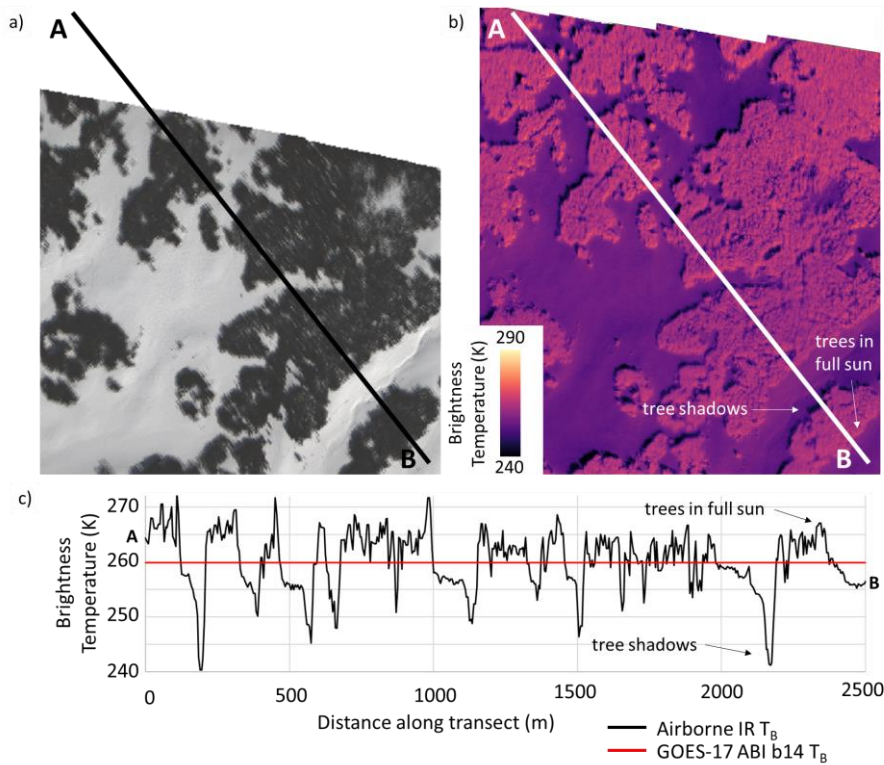 a)
A
B
b)
A
B
trees in
full sun
tree shadows
Brightness
Temperature (K)
290
240
c)
Brightness
Temperature (K)
270
260
250
240
A
B
trees in full sun
tree shadows
0
500
1000
1500
2000
2500
Distance along transect (m)
Airborne IR T_B
GOES-17 ABI b14 T_B